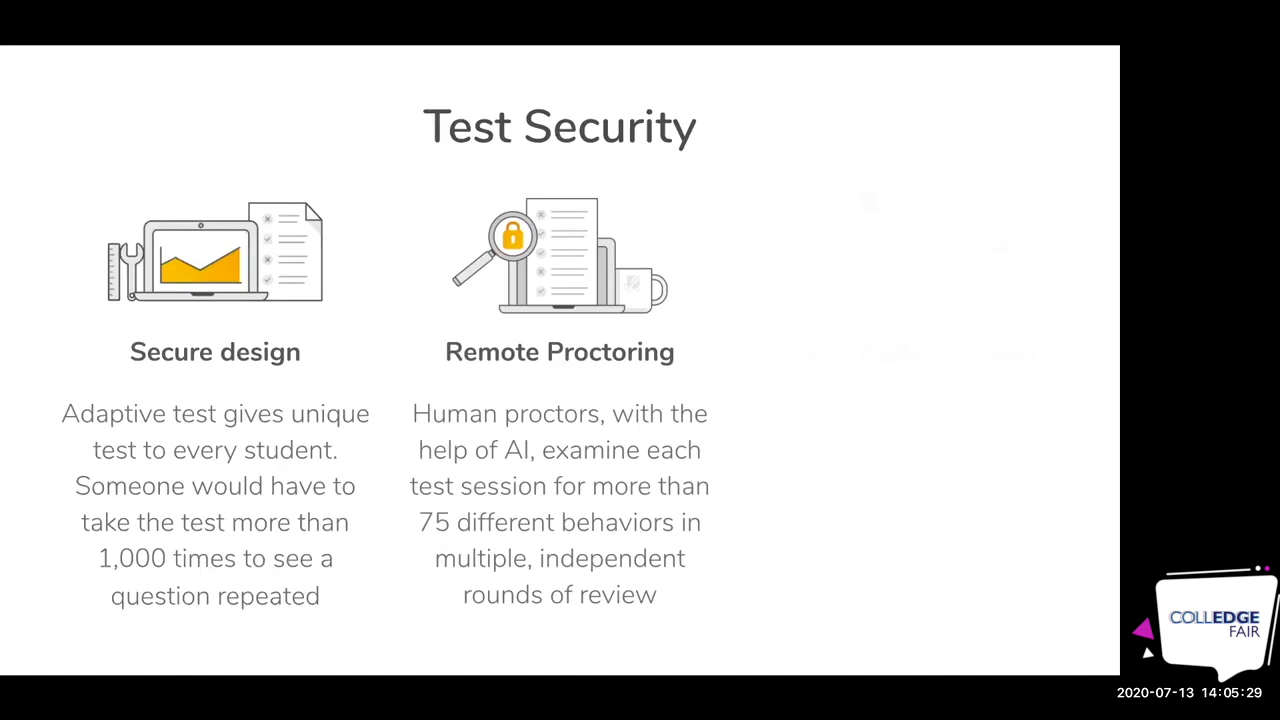 Test Security
Secure design
Adaptive test gives unique
test to every student.
Someone would have to
take the test more than
1,000 times to see a
question repeated
Remote Proctoring
Human proctors, with the
help of AI, examine each
test session for more than
75 different behaviors in
multiple, independent
rounds of review
COLLEDGE
FAIR
2020-07-13 14:05:29